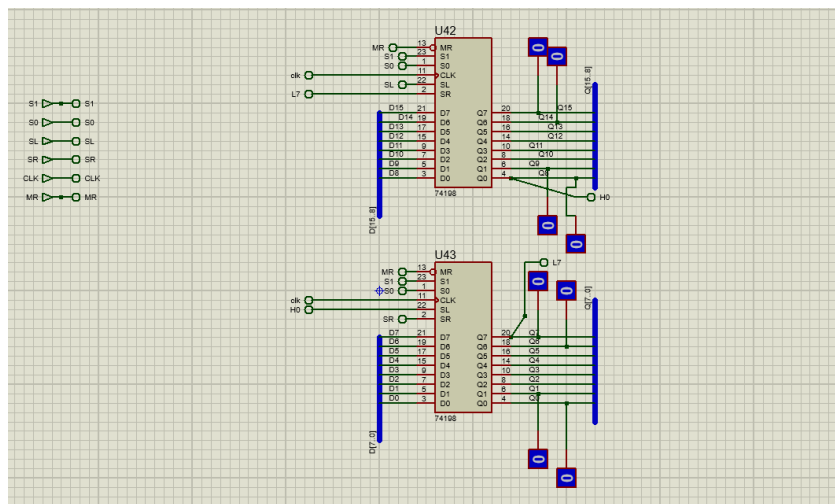 U42
MR 13 MR
S1 23 S1
S0 1 S0
clk 11 CLK
SL 22 SL
L7 2 SR
D15 21 D7 Q7 20 Q15
D14 19 D6 Q6 18 Q14
D13 17 D5 Q5 16 Q13
D12 15 D4 Q4 14 Q12
D11 9 D3 Q3 10 Q11
D10 7 D2 Q2 8 Q10
D9 5 D1 Q1 6 Q9
D8 3 D0 Q0 4 Q8
74198
D[15..8]
Q[15..8]
H0
0
0
0
0
S1 S1
S0 S0
SL SL
SR SR
CLK CLK
MR MR
U43
MR 13 MR
S1 23 S1
S0 1 S0
clk 11 CLK
H0 22 SL
SR 2 SR
L7
D7 21 D7 Q7 20 Q7
D6 19 D6 Q6 18 Q6
D5 17 D5 Q5 16 Q5
D4 15 D4 Q4 14 Q4
D3 9 D3 Q3 10 Q3
D2 7 D2 Q2 8 Q2
D1 5 D1 Q1 6 Q1
D0 3 D0 Q0 4 Q0
74198
D[7..0]
Q[7..0]
0
0
0
0